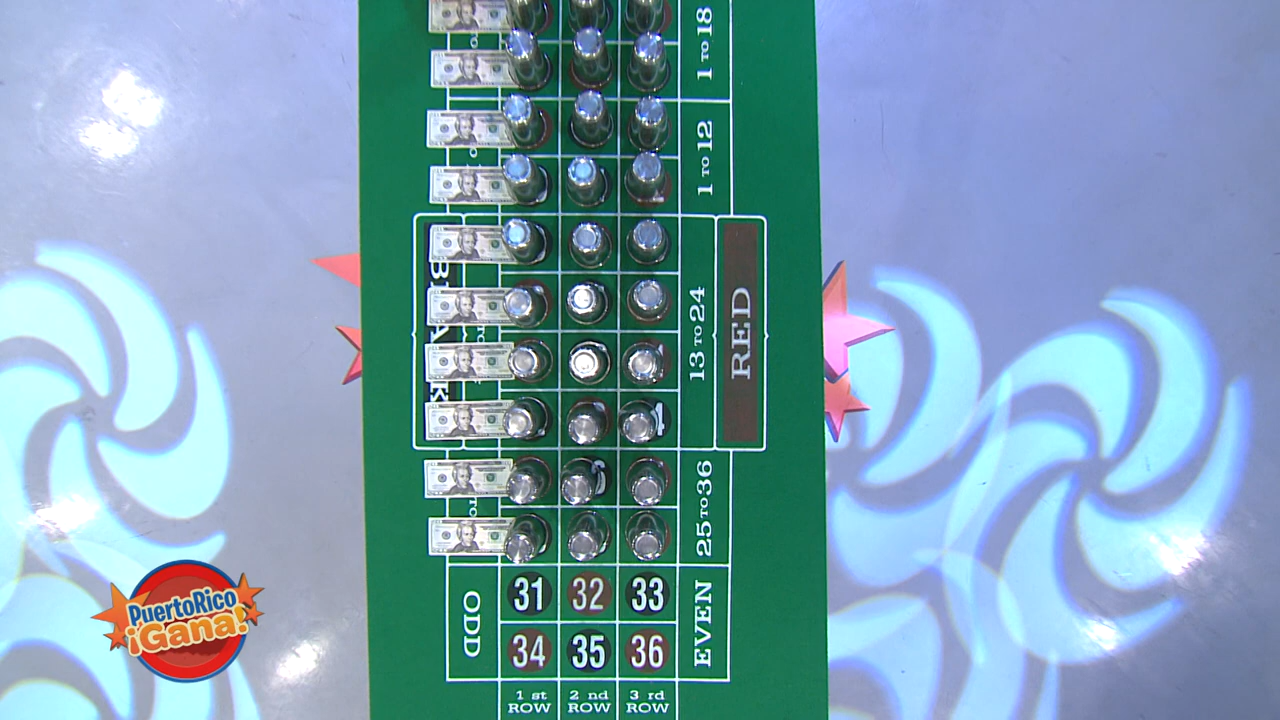 1 TO 18
1 TO 12
13 TO 24
RED
25 TO 36
EVEN
ODD
31 32 33
34 35 36
1 st ROW
2 nd ROW
3 rd ROW
PuertoRico
¡Gana!